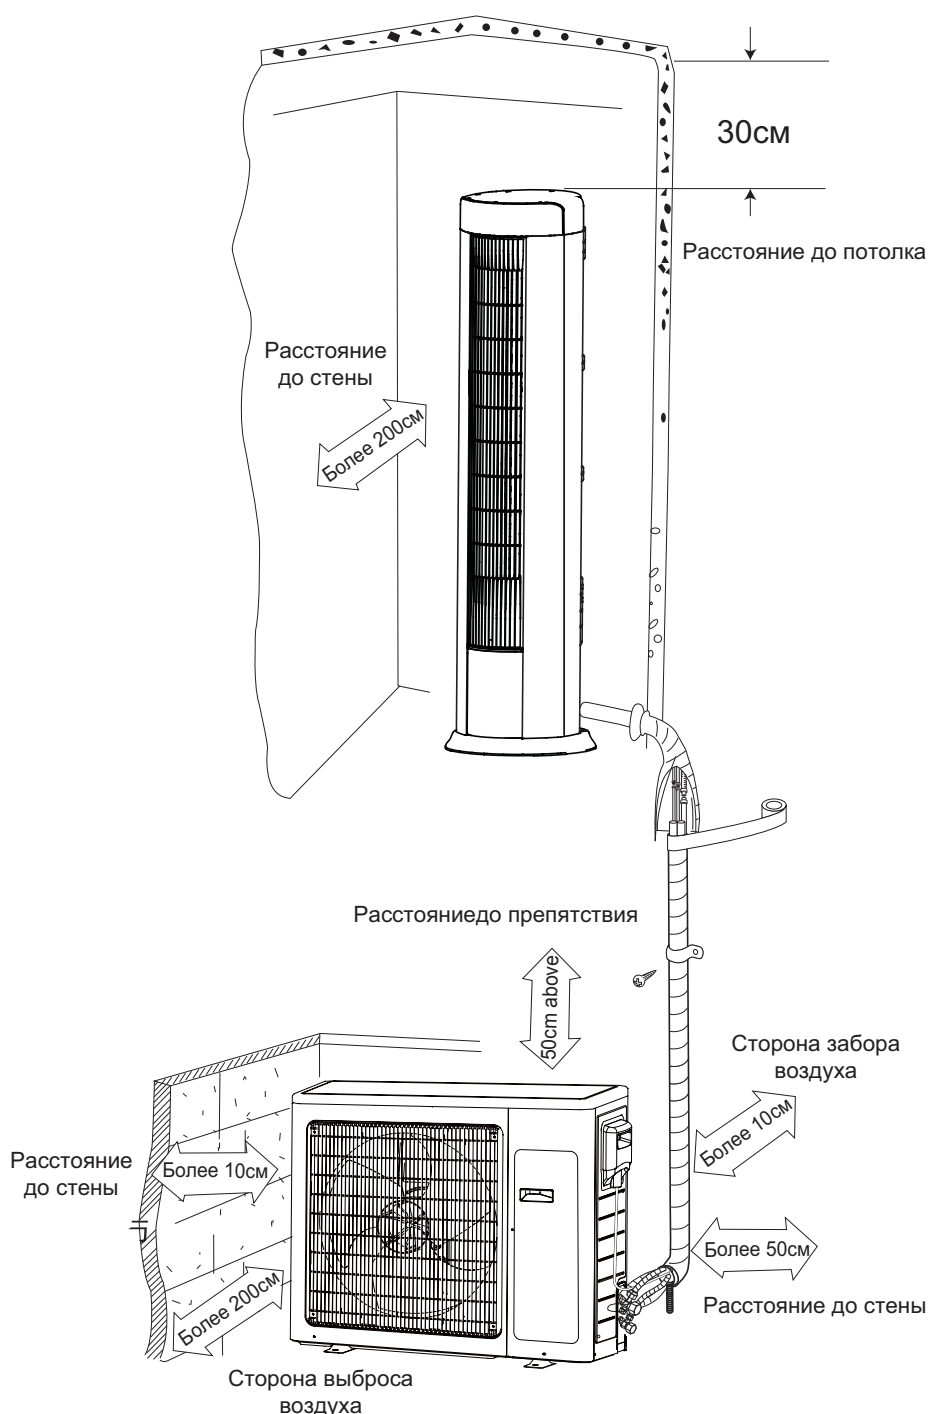 30см
Расстояние до потолка
Расстояние
до стены
Более 200см
Расстояниедо препятствия
50cm above
Сторона забора
воздуха
Более 10см
Расстояние
до стены
Более 10см
Более 50см
Расстояние до стены
Более 200см
Сторона выброса
воздуха